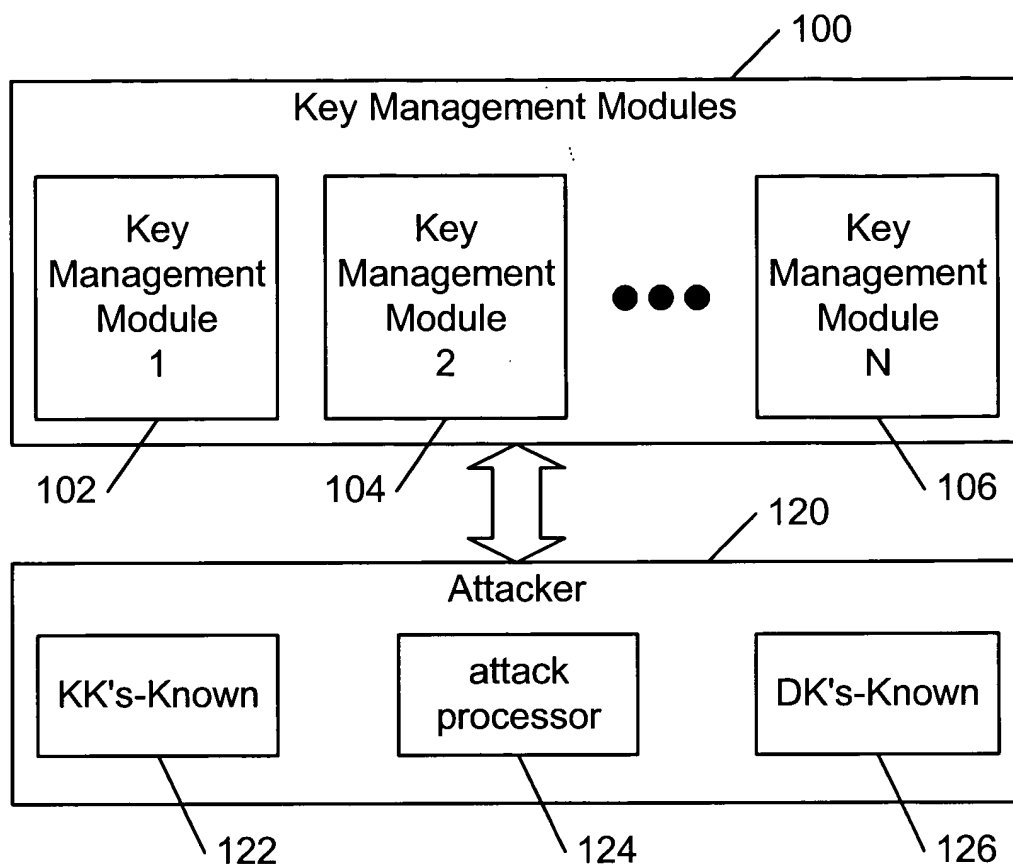 100
Key Management Modules
Key
Management
Module
1
Key
Management
Module
2
Key
Management
Module
N
102
104
106
120
Attacker
KK's-Known
attack
processor
DK's-Known
122
124
126